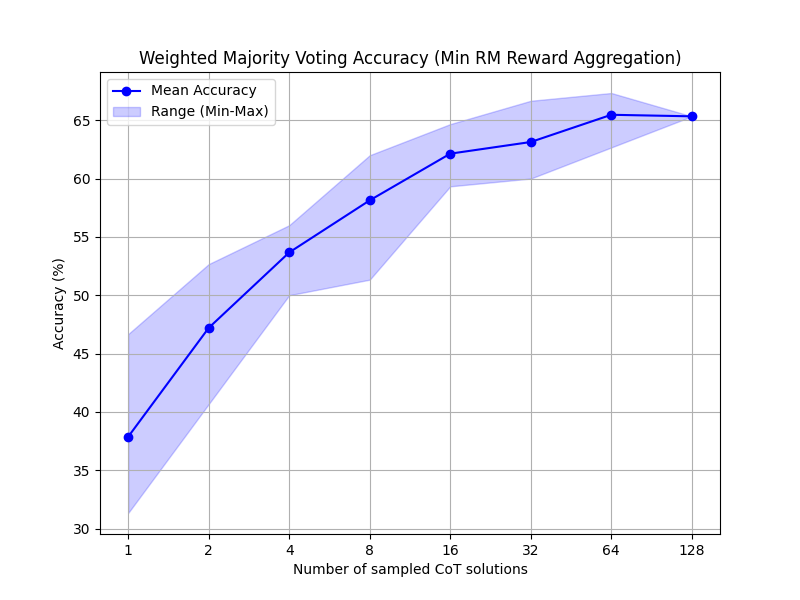 Weighted Majority Voting Accuracy (Min RM Reward Aggregation)
Mean Accuracy
Range (Min-Max)
Accuracy (%)
65
60
55
50
45
40
35
30
1 2 4 8 16 32 64 128
Number of sampled CoT solutions